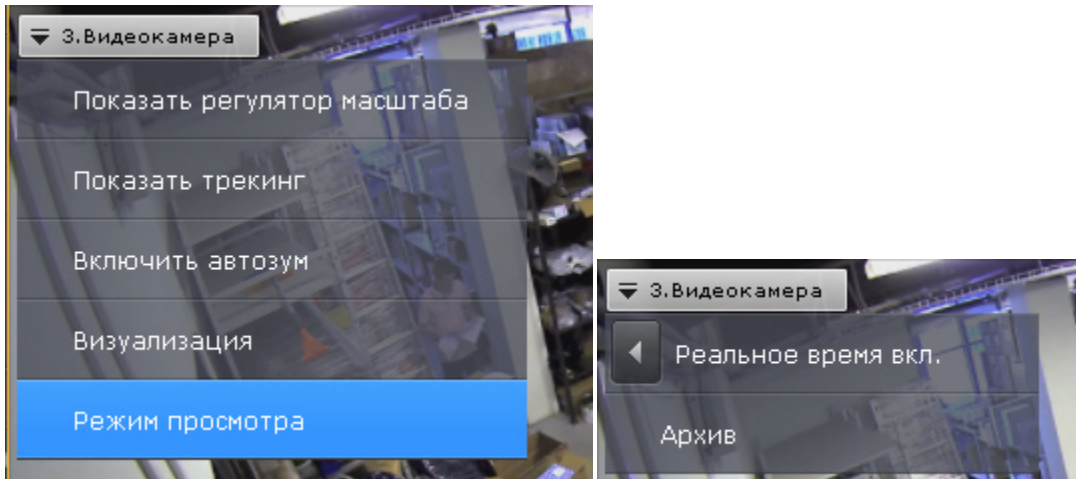 3.Видеокамера
Показать регулятор масштаба
Показать трекинг
Включить автозум
Визуализация
Режим просмотра
3.Видеокамера
Реальное время вкл.
Архив